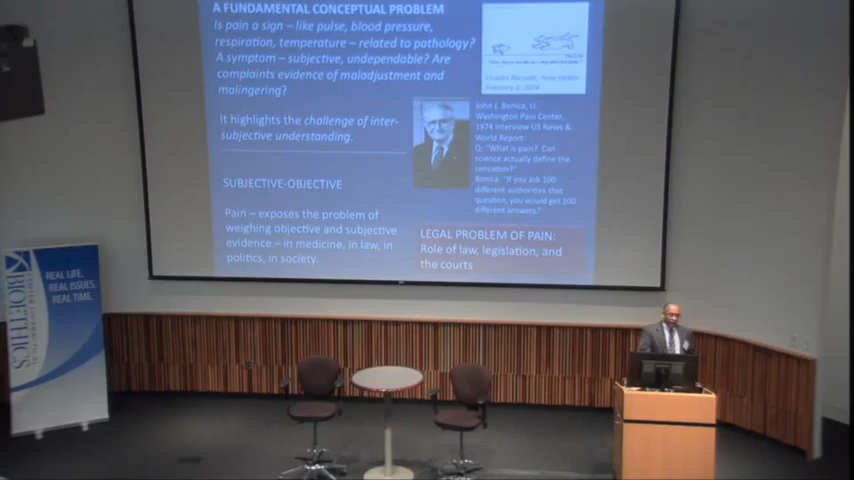 A FUNDAMENTAL CONCEPTUAL PROBLEM
Is pain a sign – like pulse, blood pressure,
respiration, temperature – related to pathology?
A symptom – subjective, undependable? Are
complaints evidence of maladjustment and
malingering?
It highlights the challenge of inter-
subjective understanding.
SUBJECTIVE-OBJECTIVE
Pain – exposes the problem of
weighing objective and subjective
evidence – in medicine, in law, in
politics, in society.
Charles Barsotti, New Yorker
February 2, 2004
John J. Bonica, U.
Washington Pain Center,
1974 interview US News &
World Report:
Q: "What is pain? Can
science actually define the
sensation?"
Bonica: "If you ask 100
different authorities that
question, you would get 100
different answers."
LEGAL PROBLEM OF PAIN:
Role of law, legislation, and
the courts
REAL LIFE.
REAL ISSUES.
REAL TIME.
BIOETHICS